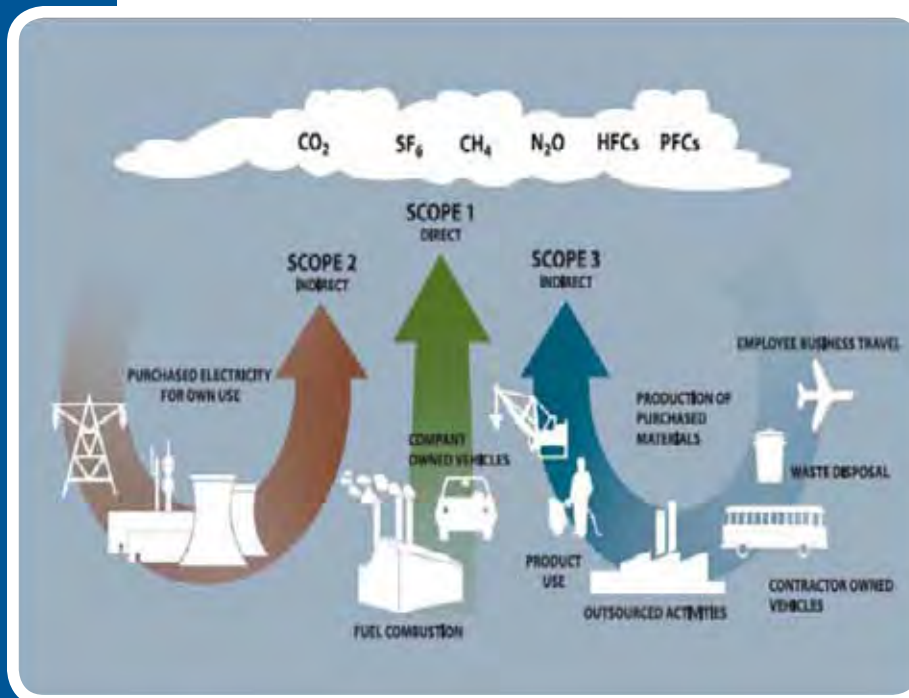 CO₂ SF₆ CH₄ N₂O HFCs PFCs
SCOPE 1
DIRECT
SCOPE 2
INDIRECT
SCOPE 3
INDIRECT
PURCHASED ELECTRICITY
FOR OWN USE
COMPANY
OWNED VEHICLES
FUEL COMBUSTION
PRODUCT
USE
PRODUCTION OF
PURCHASED
MATERIALS
OUTSOURCED ACTIVITIES
EMPLOYEE BUSINESS TRAVEL
WASTE DISPOSAL
CONTRACTOR OWNED
VEHICLES